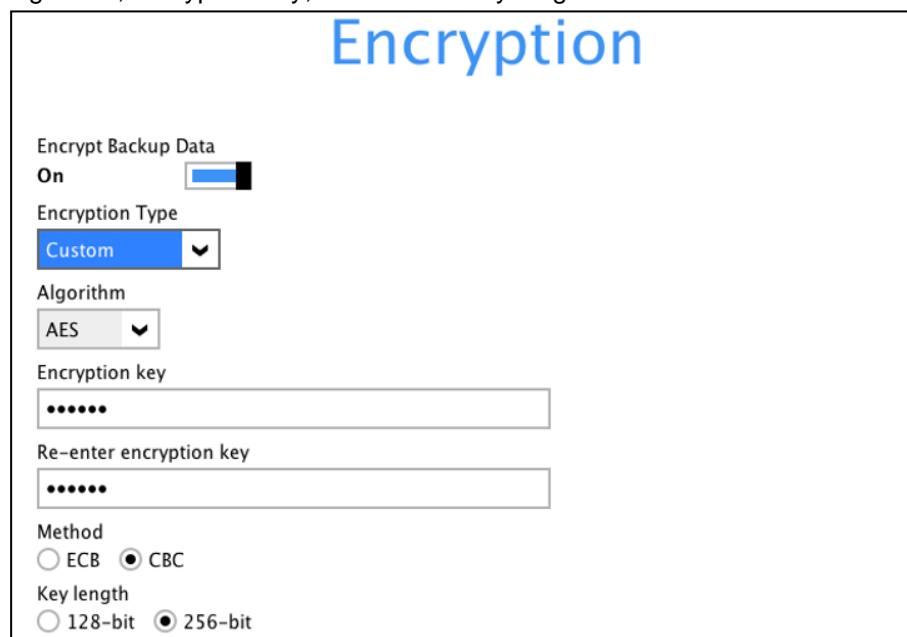 Encryption
Encrypt Backup Data
On
Encryption Type
Custom
Algorithm
AES
Encryption key
••••••
Re-enter encryption key
••••••
Method
ECB CBC
Key length
128-bit 256-bit